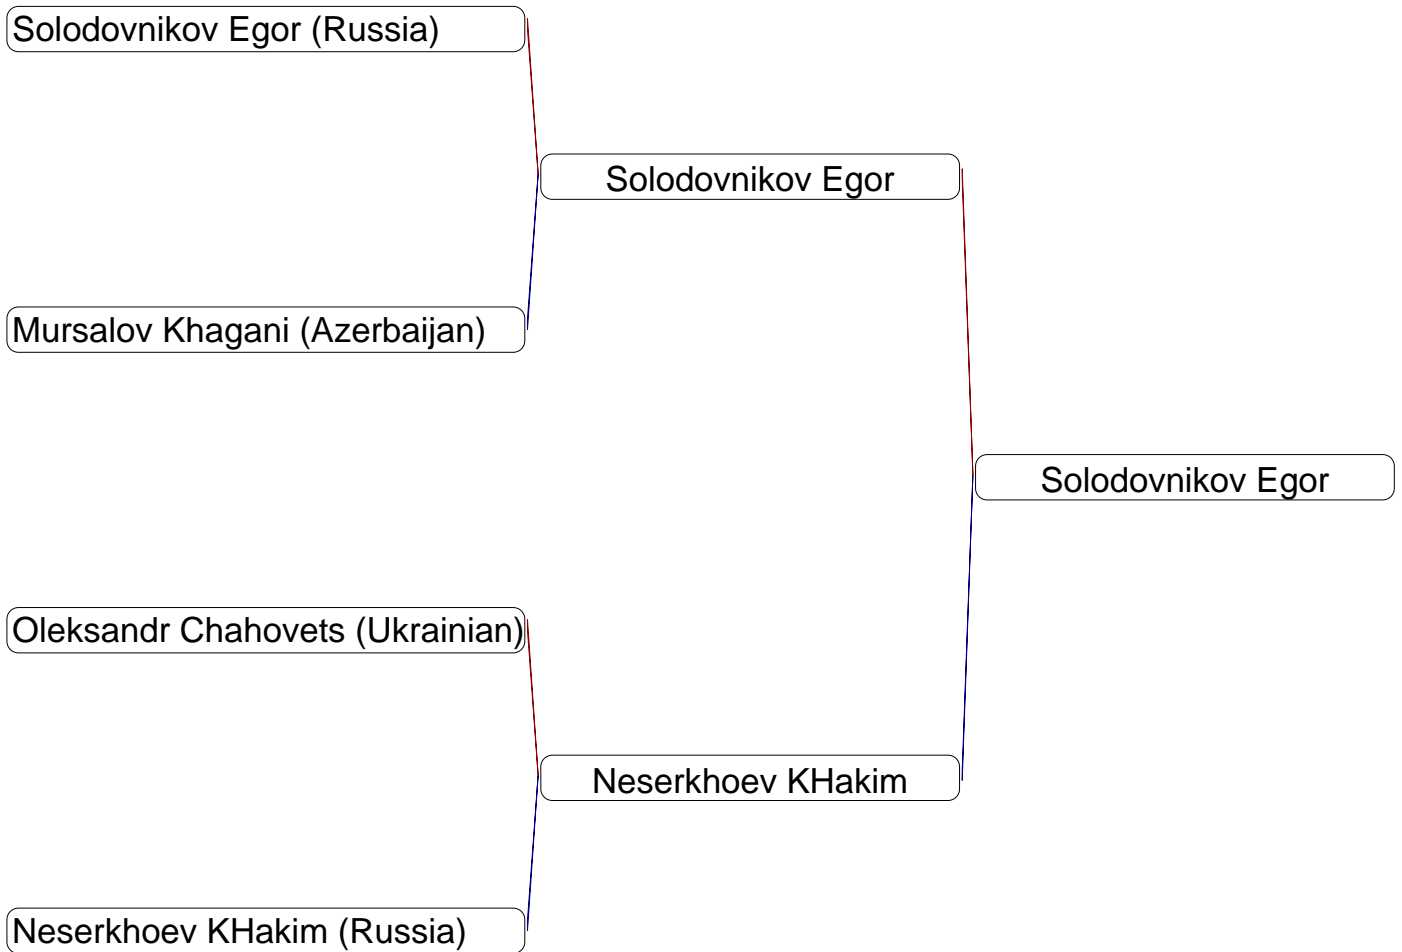 Solodovnikov Egor (Russia)
Solodovnikov Egor
Mursalov Khagani (Azerbaijan)
Solodovnikov Egor
Oleksandr Chahovets (Ukrainian)
Neserkhoev KHakim
Neserkhoev KHakim (Russia)